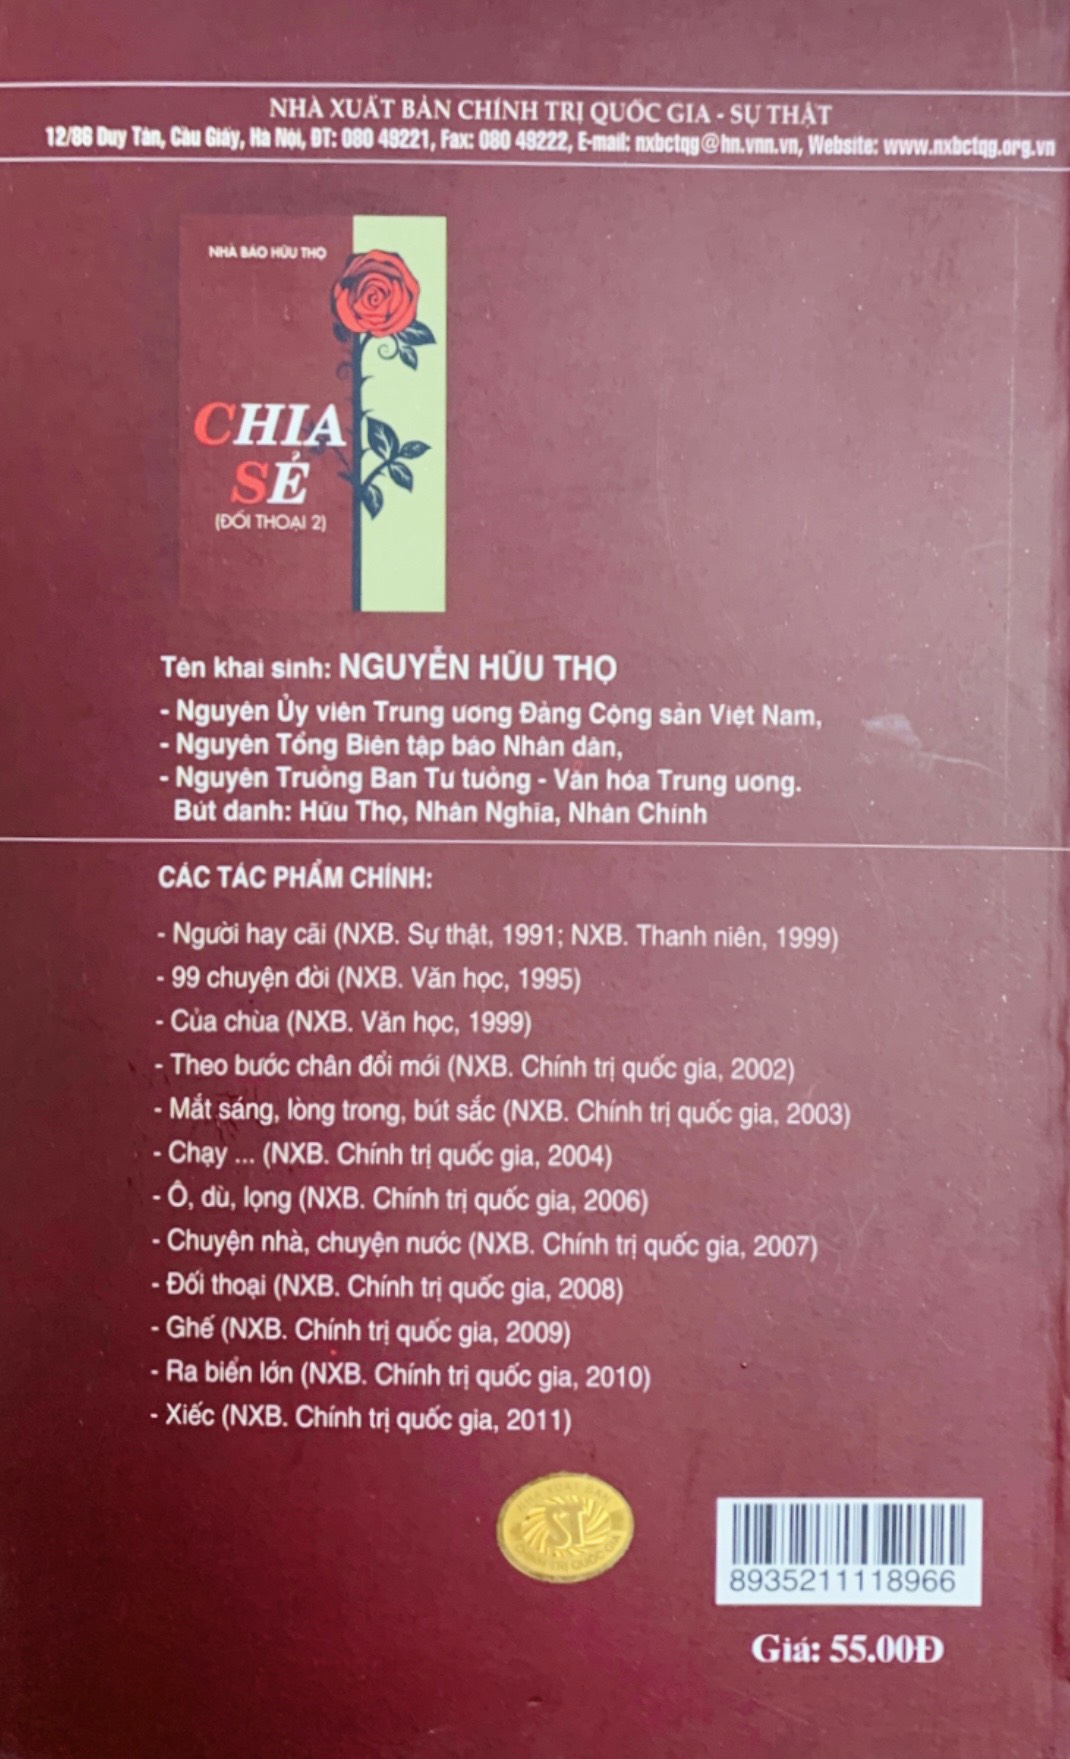 NHÀ XUẤT BẢN CHÍNH TRỊ QUỐC GIA - SỰ THẬT
12/86 Duy Tân, Cầu Giấy, Hà Nội, ĐT: 080 49221, Fax: 080 49222, E-mail: nxbctqg@hn.vnn.vn, Website: www.nxbctqg.org.vn
NHÀ BÁO HỮU THỌ
CHIA
SẺ
(ĐỐI THOẠI 2)
Tên khai sinh: NGUYỄN HỮU THỌ
- Nguyên Ủy viên Trung ương Đảng Cộng sản Việt Nam,
- Nguyên Tổng Biên tập báo Nhân dân,
- Nguyên Trưởng Ban Tư tưởng - Văn hóa Trung ương.
Bút danh: Hữu Thọ, Nhân Nghĩa, Nhân Chính
CÁC TÁC PHẨM CHÍNH:
- Người hay cãi (NXB. Sự thật, 1991; NXB. Thanh niên, 1999)
- 99 chuyện đời (NXB. Văn học, 1995)
- Của chùa (NXB. Văn học, 1999)
- Theo bước chân đổi mới (NXB. Chính trị quốc gia, 2002)
- Mắt sáng, lòng trong, bút sắc (NXB. Chính trị quốc gia, 2003)
- Chạy ... (NXB. Chính trị quốc gia, 2004)
- Ô, dù, lọng (NXB. Chính trị quốc gia, 2006)
- Chuyện nhà, chuyện nước (NXB. Chính trị quốc gia, 2007)
- Đối thoại (NXB. Chính trị quốc gia, 2008)
- Ghế (NXB. Chính trị quốc gia, 2009)
- Ra biển lớn (NXB. Chính trị quốc gia, 2010)
- Xiếc (NXB. Chính trị quốc gia, 2011)
NHÀ XUẤT BẢN
ST
CHÍNH TRỊ QUỐC GIA
8935211118966
Giá: 55.00Đ